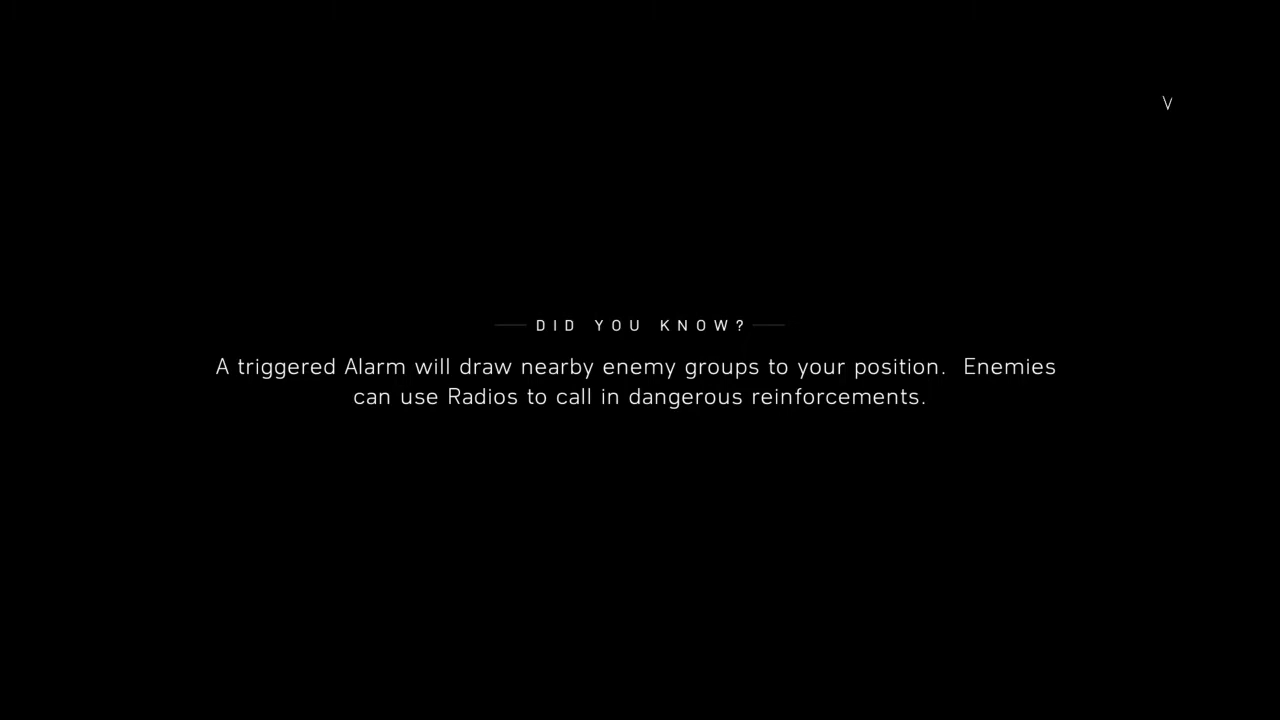 V
DID YOU KNOW?
A triggered Alarm will draw nearby enemy groups to your position.  Enemies
can use Radios to call in dangerous reinforcements.